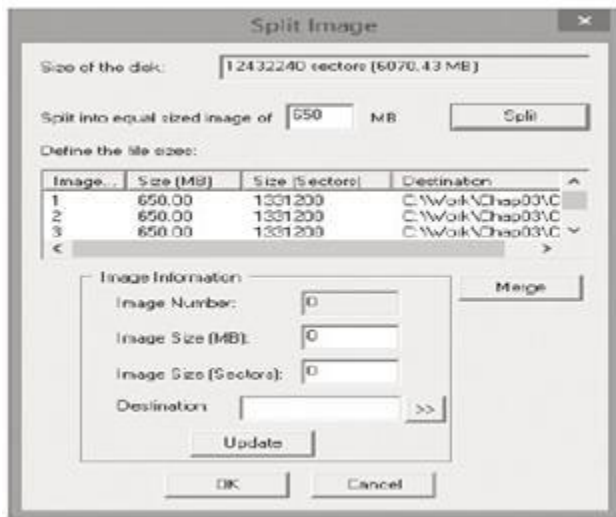 Split Image
Size of the disk: 12432240 sectors (6070.43 MB)
Split into equal sized image of 650 MB Split
Define the file sizes:
Image... Size (MB) Size (Sectors) Destination
1 650.00 1331200 C:\Work\Chap03\C
2 650.00 1331200 C:\Work\Chap03\C
3 650.00 1331200 C:\Work\Chap03\C
Image Information
Merge
Image Number: 0
Image Size (MB): 0
Image Size (Sectors): 0
Destination >>
Update
OK Cancel